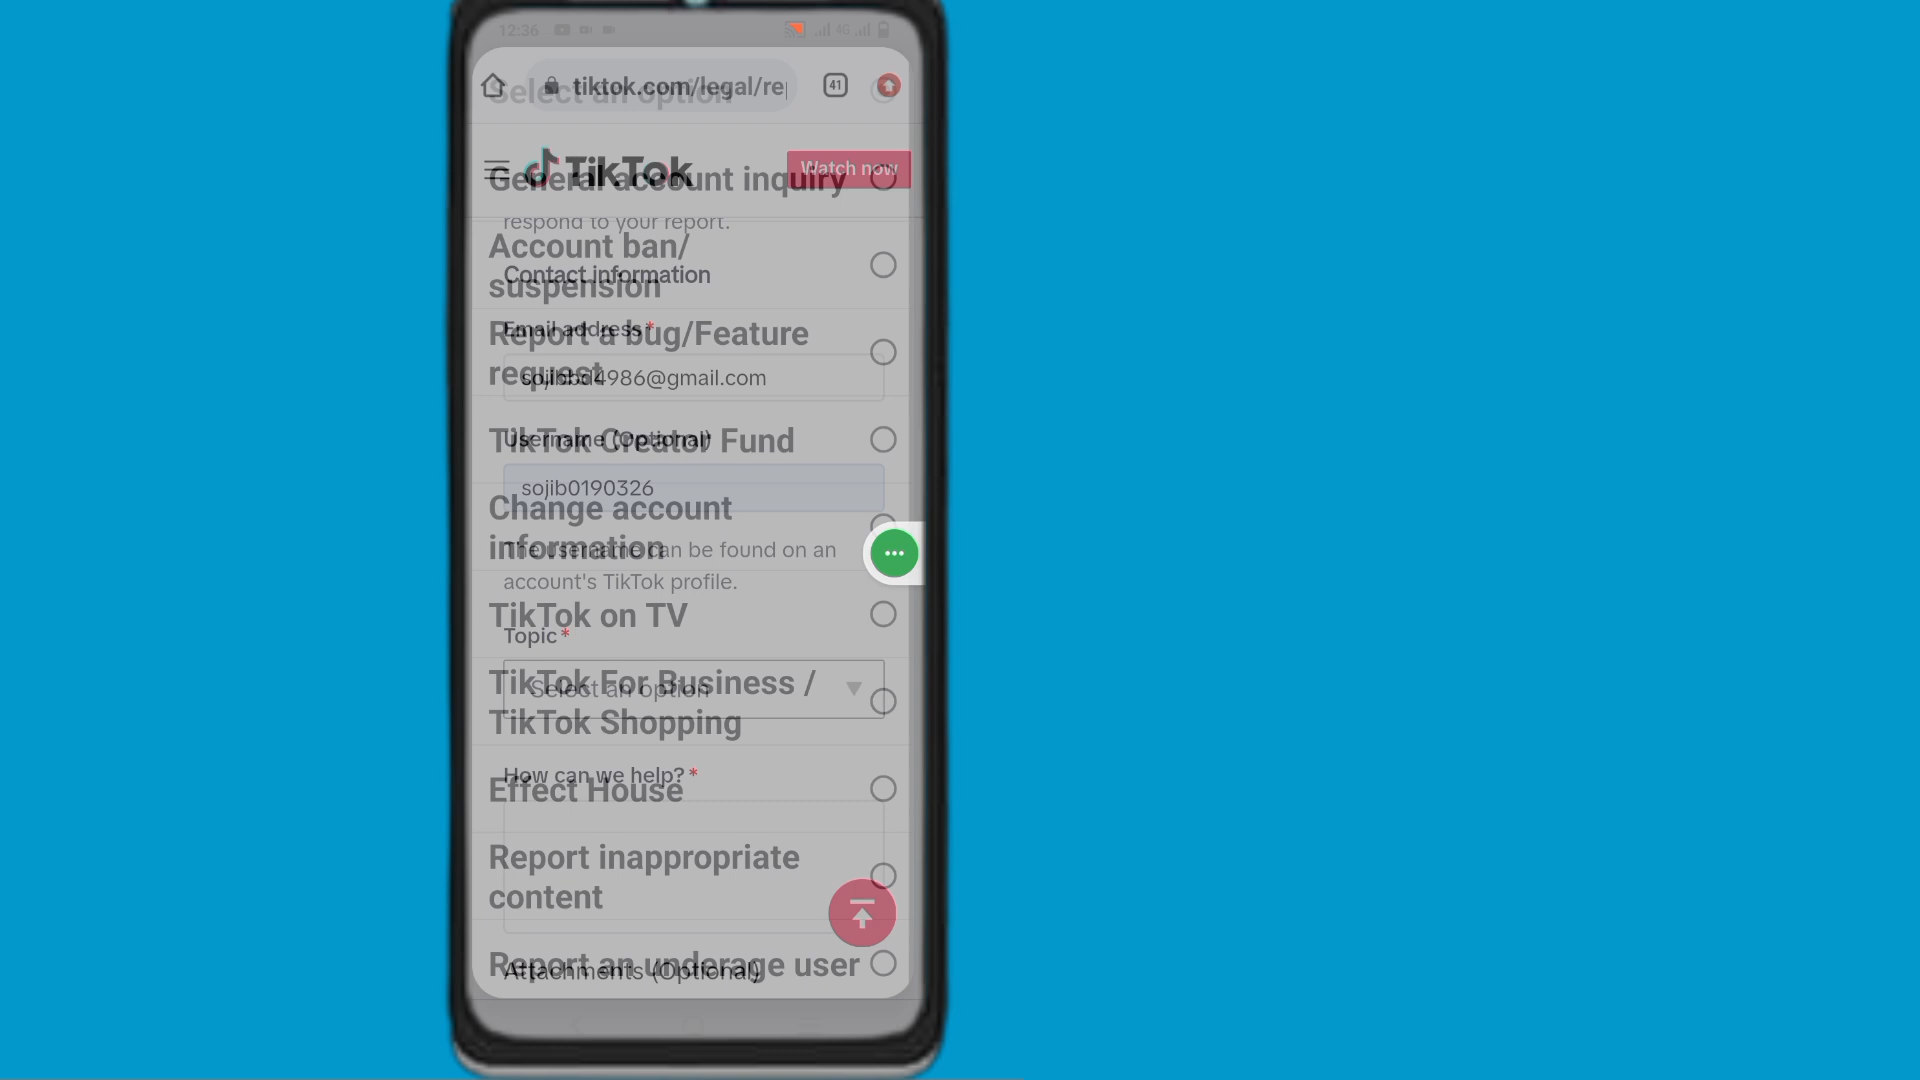 12:36
4G
tiktok.com/legal/re
41
Select an option
TikTok
Watch now
General account inquiry
respond to your report.
Account ban/
suspension
Contact information
Email address*
Report a bug/Feature
request
sojibbd4986@gmail.com
Username (Optional)
TikTok Creator Fund
sojib0190326
Change account
information
The username can be found on an
account's TikTok profile.
TikTok on TV
Topic*
TikTok For Business /
Select an option
TikTok Shopping
How can we help?*
Effect House
Report inappropriate
content
Report an underage user
Attachments (Optional)